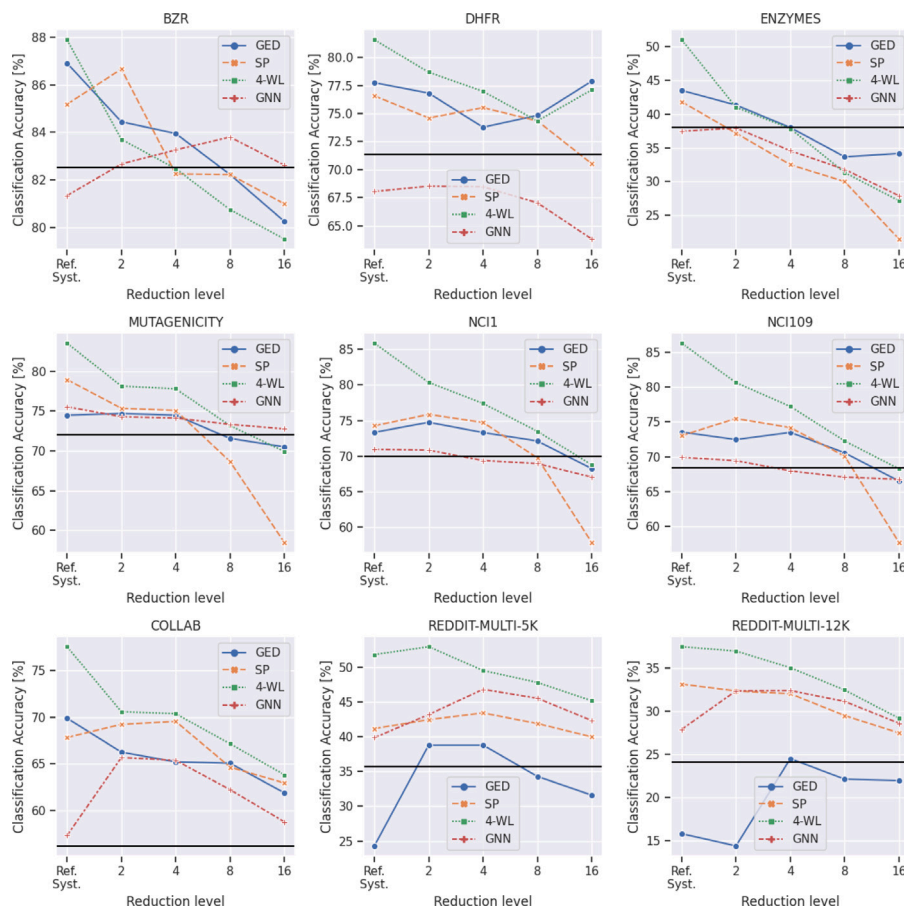 BZR
Classification Accuracy [%]
88
86
84
82
80
GED
SP
4-WL
GNN
Ref. Syst.
2
4
8
16
Reduction level
DHFR
Classification Accuracy [%]
80.0
77.5
75.0
72.5
70.0
67.5
65.0
GED
SP
4-WL
GNN
Ref. Syst.
2
4
8
16
Reduction level
ENZYMES
Classification Accuracy [%]
50
45
40
35
30
25
GED
SP
4-WL
GNN
Ref. Syst.
2
4
8
16
Reduction level
MUTAGENICITY
Classification Accuracy [%]
80
75
70
65
60
GED
SP
4-WL
GNN
Ref. Syst.
2
4
8
16
Reduction level
NCI1
Classification Accuracy [%]
85
80
75
70
65
60
GED
SP
4-WL
GNN
Ref. Syst.
2
4
8
16
Reduction level
NCI109
Classification Accuracy [%]
85
80
75
70
65
60
GED
SP
4-WL
GNN
Ref. Syst.
2
4
8
16
Reduction level
COLLAB
Classification Accuracy [%]
75
70
65
60
GED
SP
4-WL
GNN
Ref. Syst.
2
4
8
16
Reduction level
REDDIT-MULTI-5K
Classification Accuracy [%]
50
45
40
35
30
25
GED
SP
4-WL
GNN
Ref. Syst.
2
4
8
16
Reduction level
REDDIT-MULTI-12K
Classification Accuracy [%]
35
30
25
20
15
GED
SP
4-WL
GNN
Ref. Syst.
2
4
8
16
Reduction level